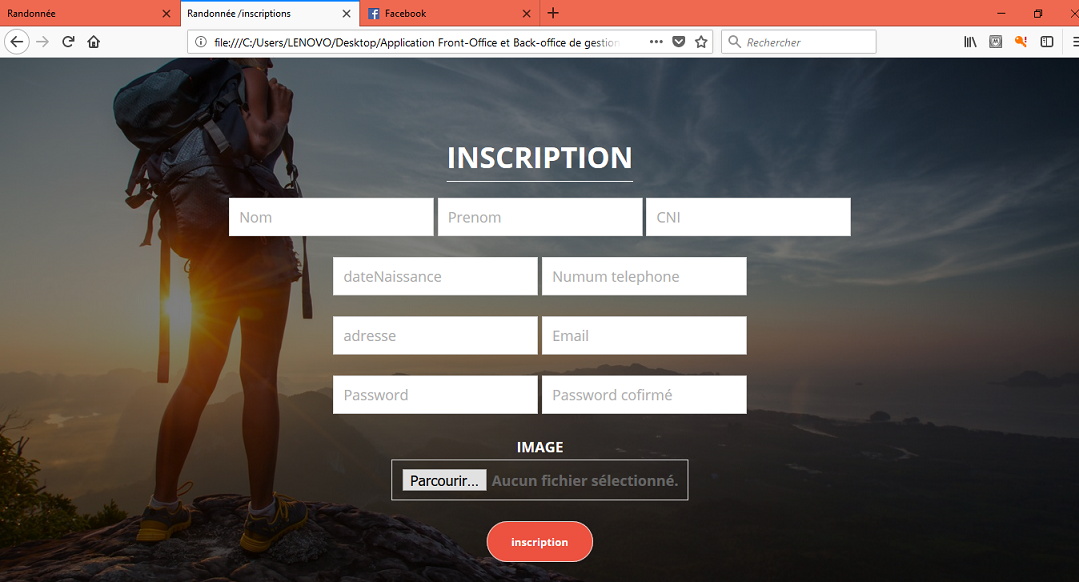 Randonnée
Randonnée /inscriptions
Facebook
file:///C:/Users/LENOVO/Desktop/Application Front-Office et Back-office de gestion
Rechercher
INSCRIPTION
Nom Prenom CNI
dateNaissance Numum telephone
adresse Email
Password Password cofirmé
IMAGE
Parcourir... Aucun fichier sélectionné.
inscription